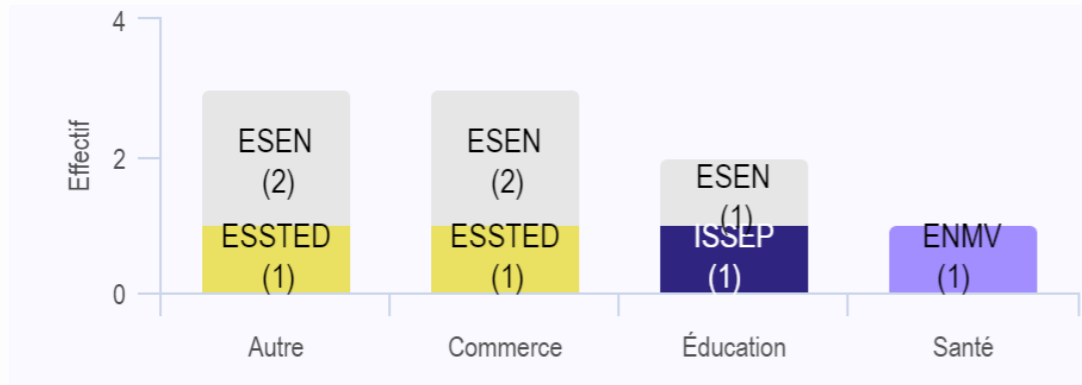 4
2
0
Effectif
ESEN
(2)
ESSTED
(1)
ESEN
(2)
ESSTED
(1)
ESEN
(1)
ISSEP
(1)
ENMV
(1)
Autre
Commerce
Éducation
Santé